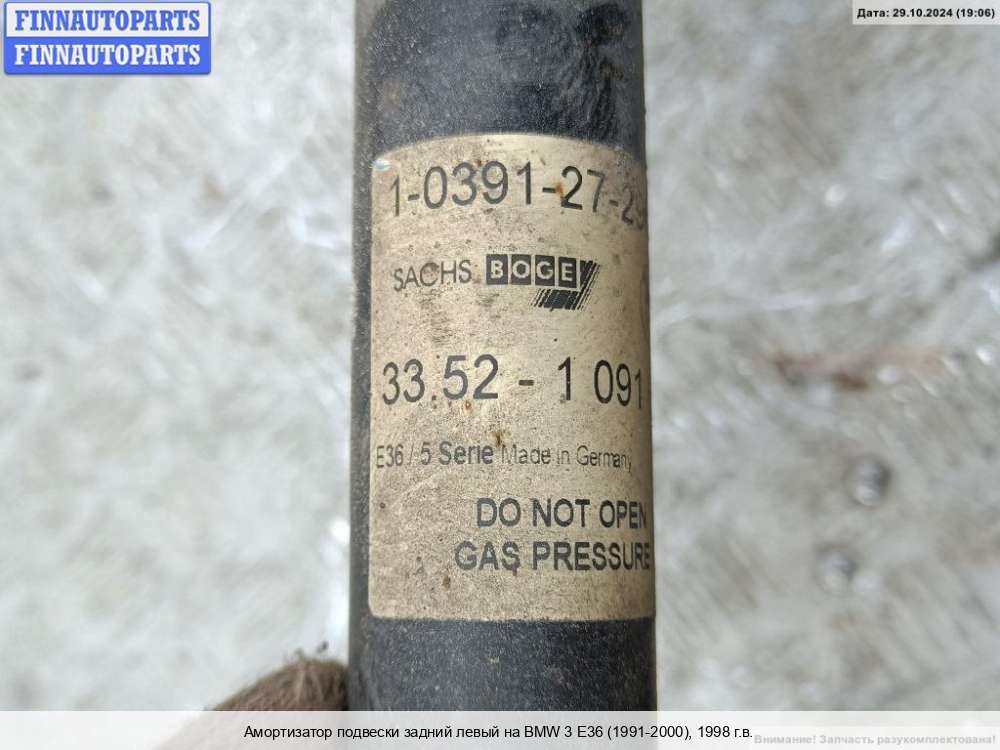 FINNAUTOPARTS
FINNAUTOPARTS
Дата: 29.10.2024 (19:06)
1-0391-27-29
SACHS BOGE
33.52 - 1 091
E36 / 5 Serie Made in Germany
DO NOT OPEN
GAS PRESSURE
Амортизатор подвески задний левый на BMW 3 E36 (1991-2000), 1998 г.в.
Внимание! Запчасть разукомплектована!